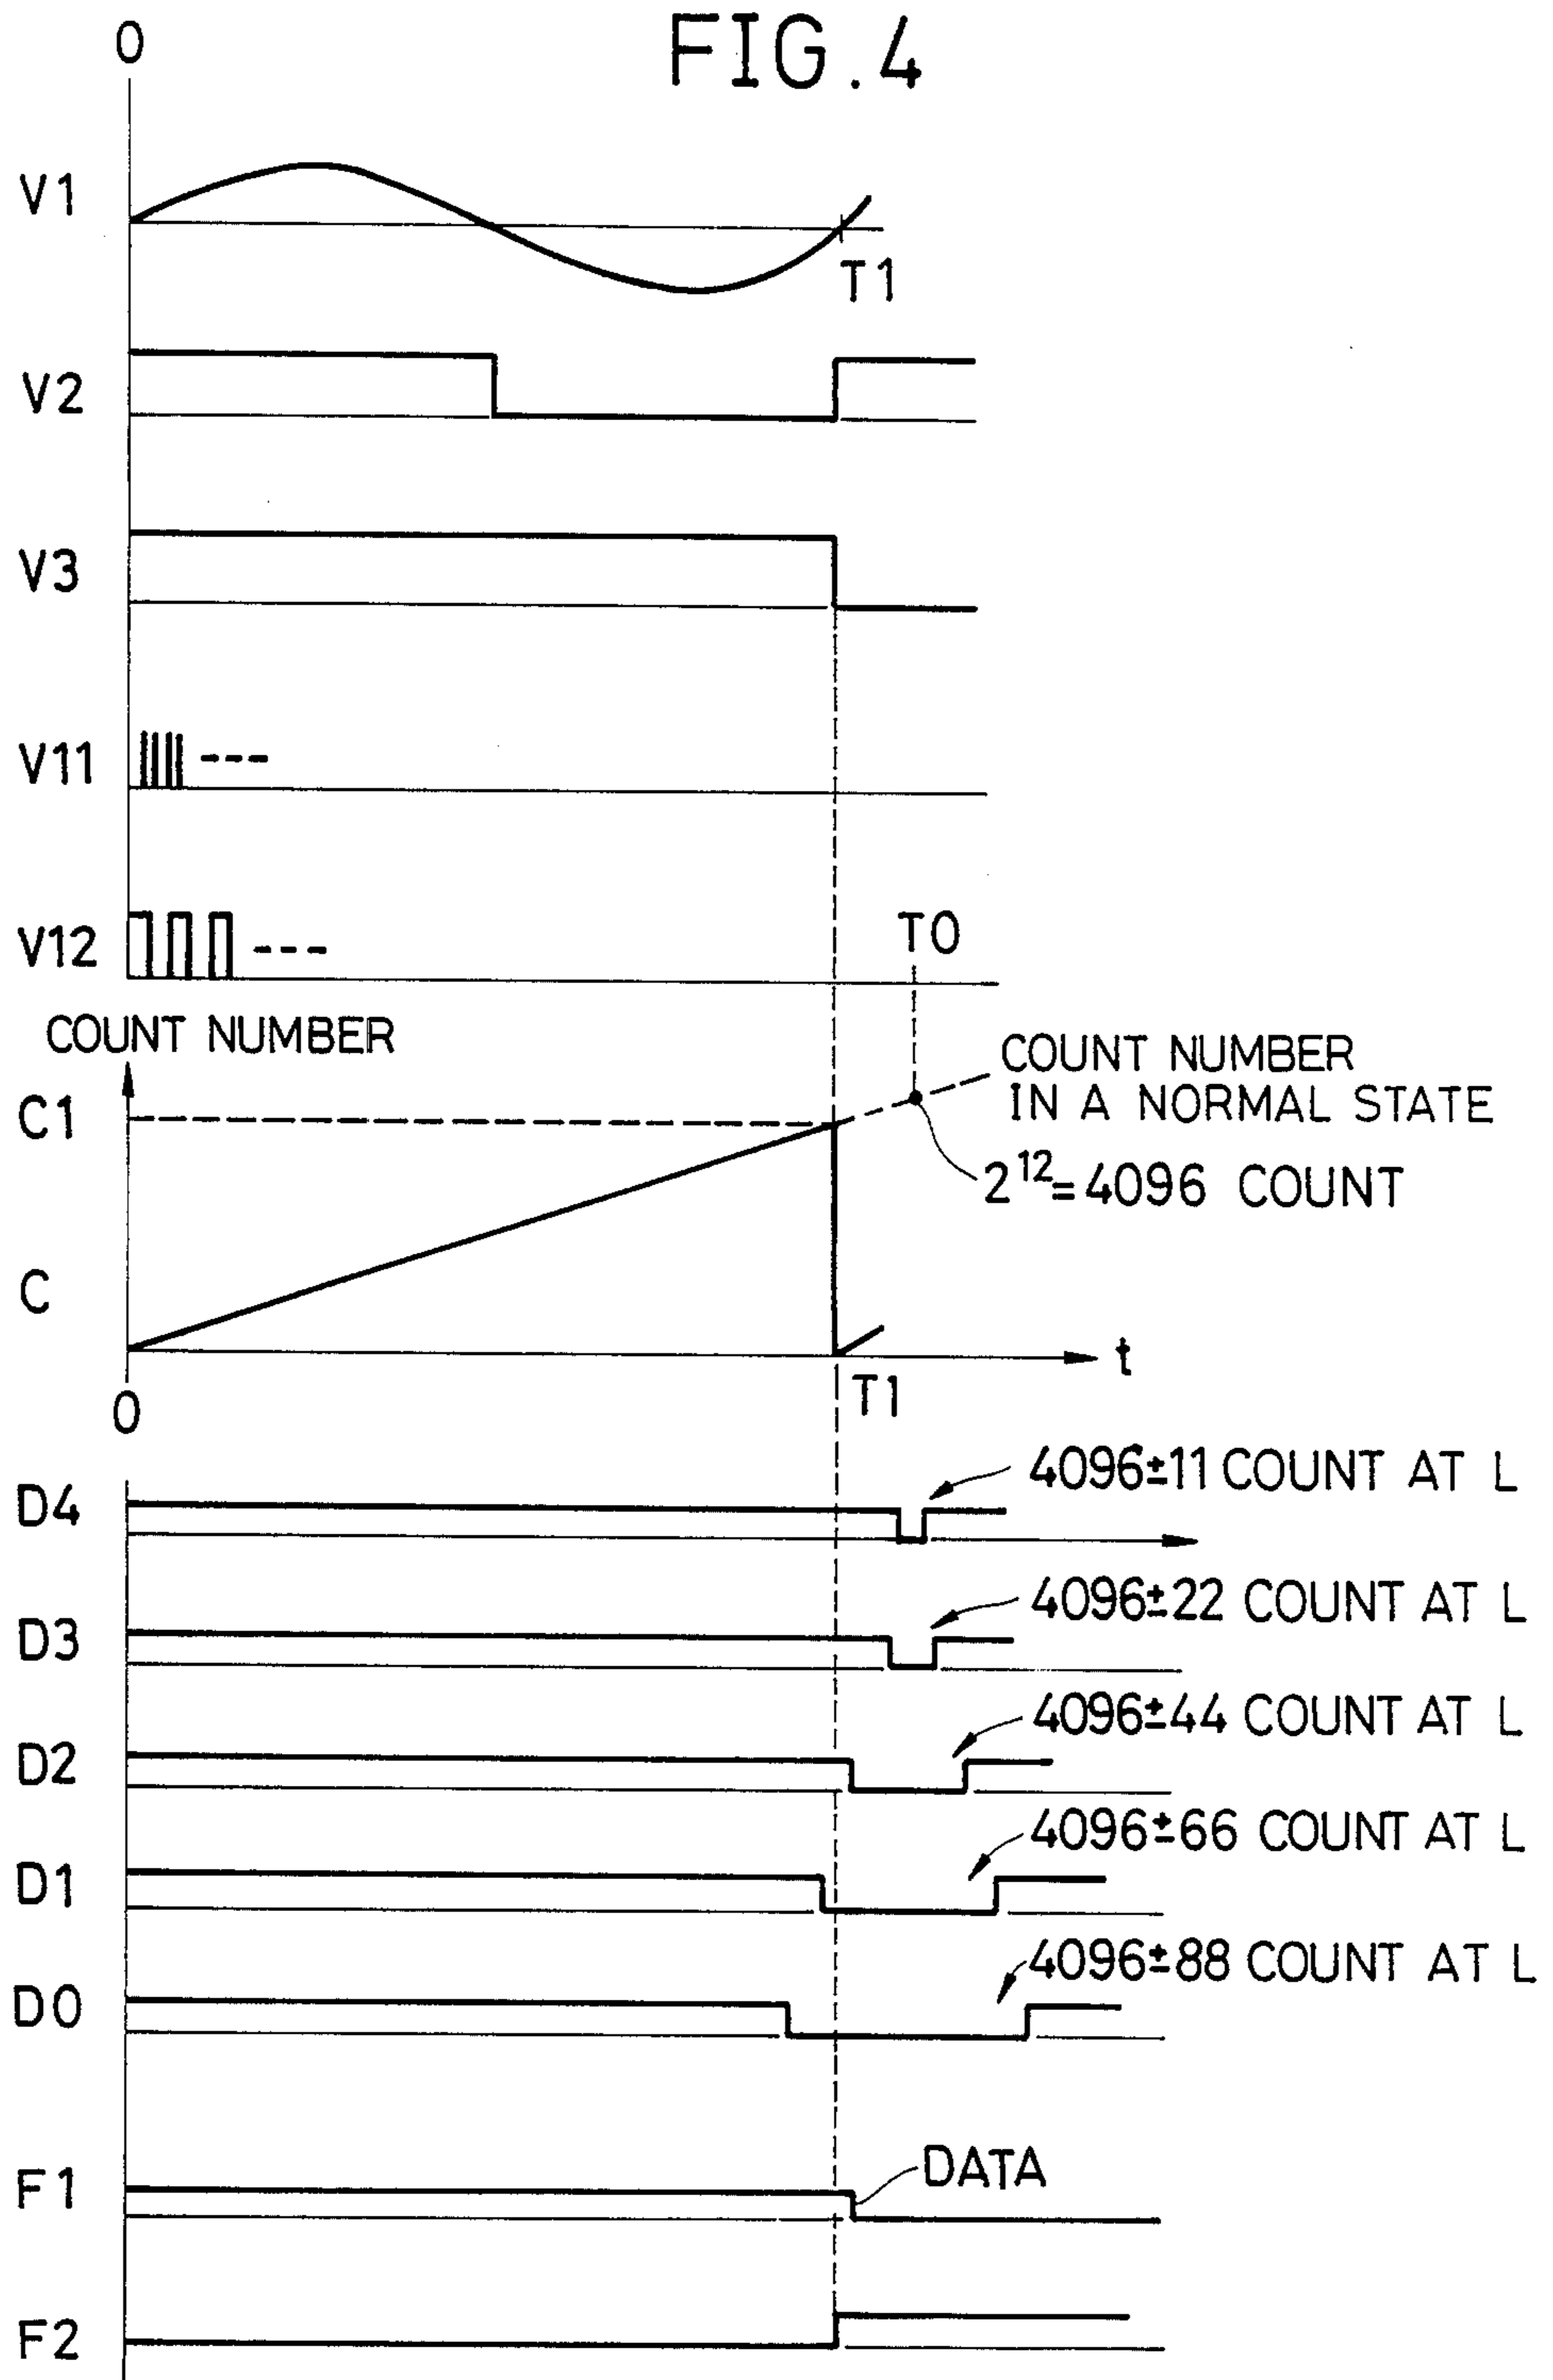 FIG.4
0
V1
T1
V2
V3
V11
V12
T0
COUNT NUMBER
C1
COUNT NUMBER
IN A NORMAL STATE
2¹²=4096 COUNT
C
t
0
T1
D4
4096±11 COUNT AT L
D3
4096±22 COUNT AT L
D2
4096±44 COUNT AT L
D1
4096±66 COUNT AT L
D0
4096±88 COUNT AT L
F1
DATA
F2